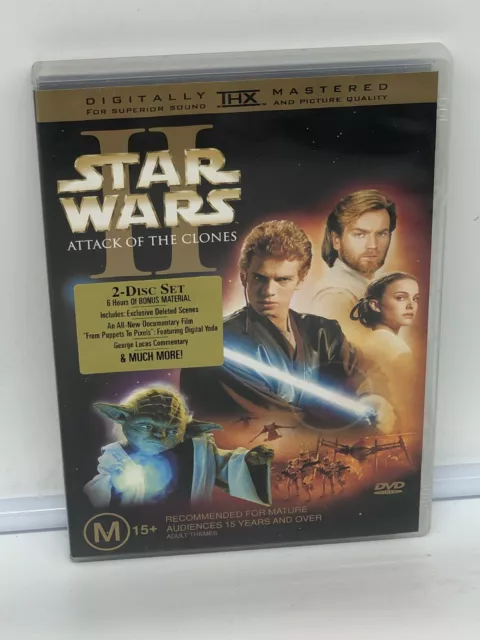 DIGITALLY THX MASTERED
FOR SUPERIOR SOUND AND PICTURE QUALITY
II
STAR
WARS
ATTACK OF THE CLONES
2-DISC SET
6 Hours Of BONUS MATERIAL
Includes: Exclusive Deleted Scenes
An All-New Documentary Film
"From Puppets To Pixels": Featuring Digital Yoda
George Lucas Commentary
& MUCH MORE!
DVD
VIDEO
M 15+
RECOMMENDED FOR MATURE
AUDIENCES 15 YEARS AND OVER
ADULT THEMES